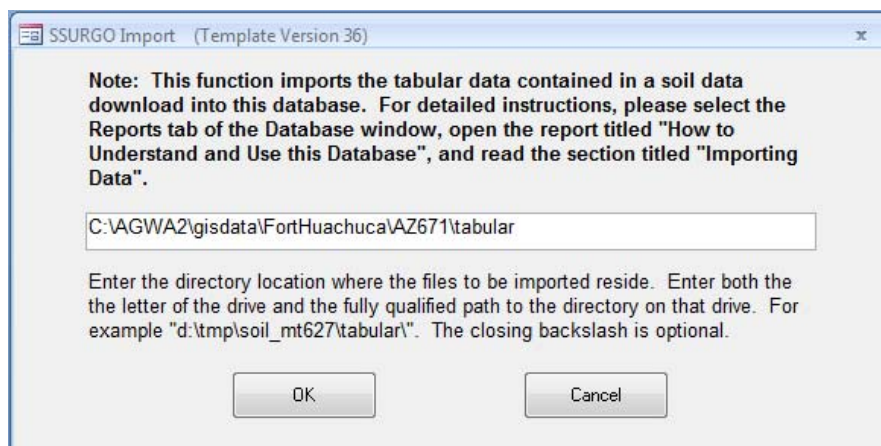 SSURGO Import (Template Version 36)
x
Note: This function imports the tabular data contained in a soil data
download into this database. For detailed instructions, please select the
Reports tab of the Database window, open the report titled "How to
Understand and Use this Database", and read the section titled "Importing
Data".
C:\AGWA2\gisdata\FortHuachuca\AZ671\tabular
Enter the directory location where the files to be imported reside. Enter both the
the letter of the drive and the fully qualified path to the directory on that drive. For
example "d:\tmp\soil_mt627\tabular\". The closing backslash is optional.
OK Cancel